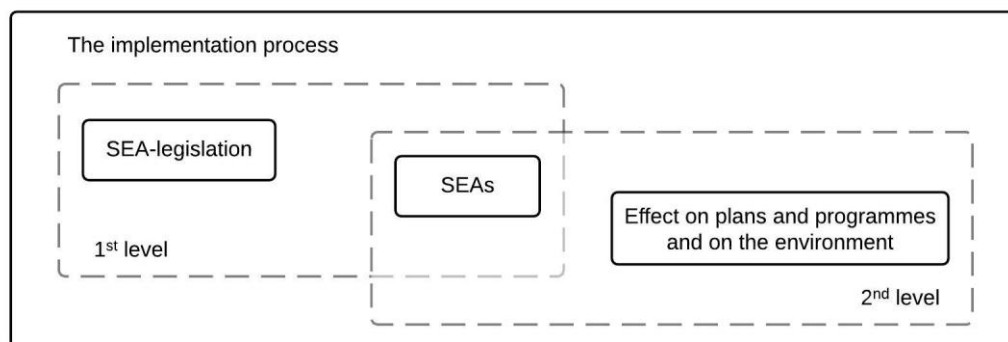 The implementation process
SEA-legislation
SEAs
Effect on plans and programmes
and on the environment
1st level
2nd level